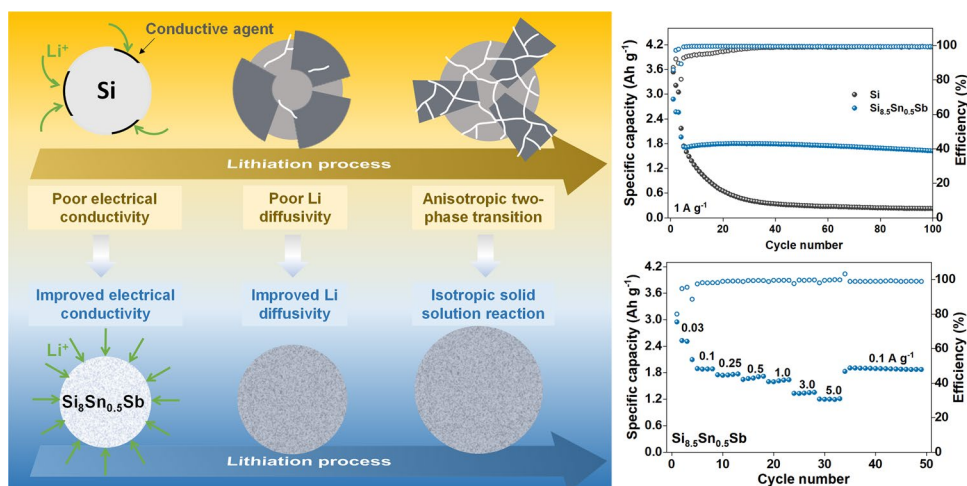 Li⁺
Conductive agent
Si
Lithiation process
Poor electrical
conductivity
Poor Li
diffusivity
Anisotropic two-
phase transition
Improved electrical
conductivity
Improved Li
diffusivity
Isotropic solid
solution reaction
Li⁺
Si₈Sn₀.₅Sb
Lithiation process
Specific capacity (Ah g⁻¹)
4.2
3.6
3.0
2.4
1.8
1.2
0.6
0.0
Si
Si₈.₅Sn₀.₅Sb
1 A g⁻¹
100
80
60
40
20
0
Efficiency (%)
0 20 40 60 80 100
Cycle number
Specific capacity (Ah g⁻¹)
4.2
3.6
3.0
2.4
1.8
1.2
0.6
0.03
0.1
0.25
0.5
1.0
3.0
5.0
0.1 A g⁻¹
Si₈.₅Sn₀.₅Sb
100
80
60
40
20
0
Efficiency (%)
0 10 20 30 40 50
Cycle number